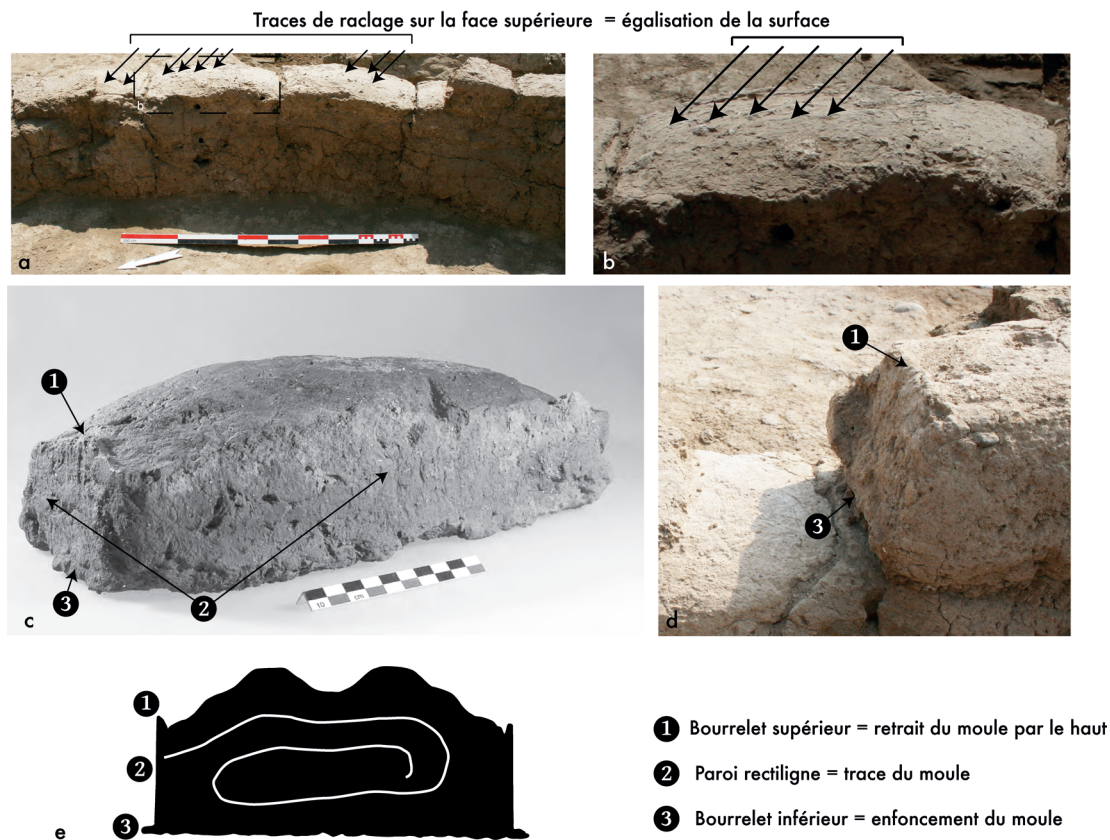 Traces de raclage sur la face supérieure = égalisation de la surface
b
a
b
1
2
3
10
cm
c
1
3
d
1
2
3
e
1 Bourrelet supérieur = retrait du moule par le haut
2 Paroi rectiligne = trace du moule
3 Bourrelet inférieur = enfoncement du moule